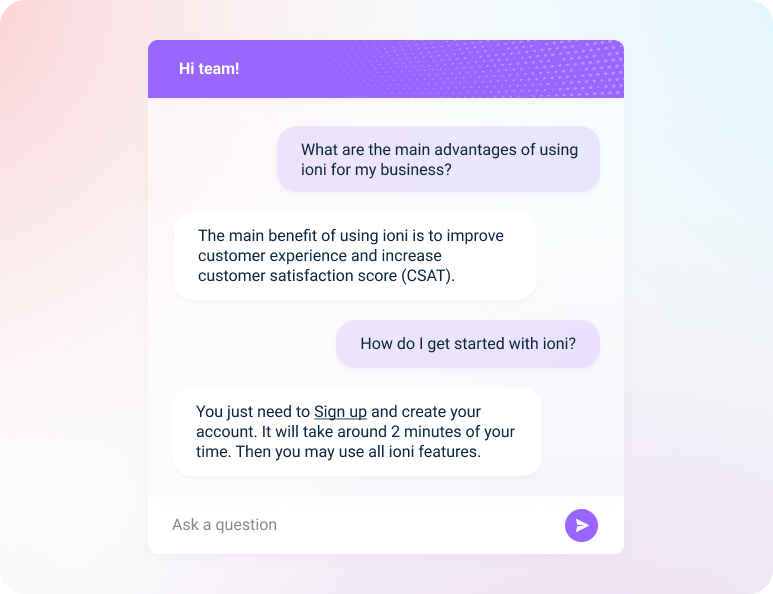 Hi team!
What are the main advantages of using
ioni for my business?
The main benefit of using ioni is to improve
customer experience and increase
customer satisfaction score (CSAT).
How do I get started with ioni?
You just need to Sign up and create your
account. It will take around 2 minutes of your
time. Then you may use all ioni features.
Ask a question